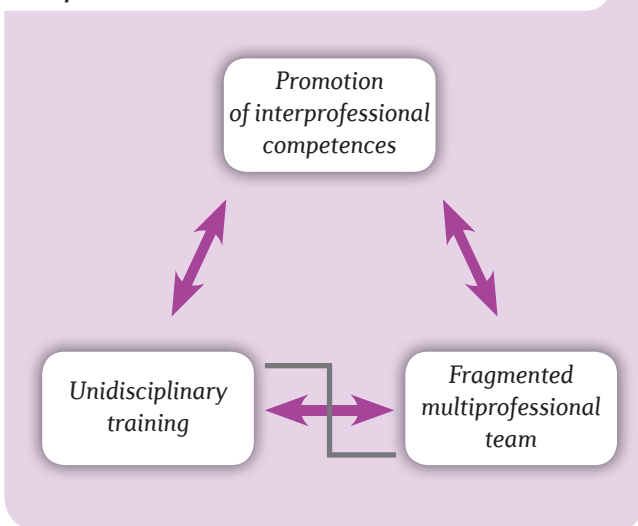 Promotion
of interprofessional
competences
Unidisciplinary
training
Fragmented
multiprofessional
team